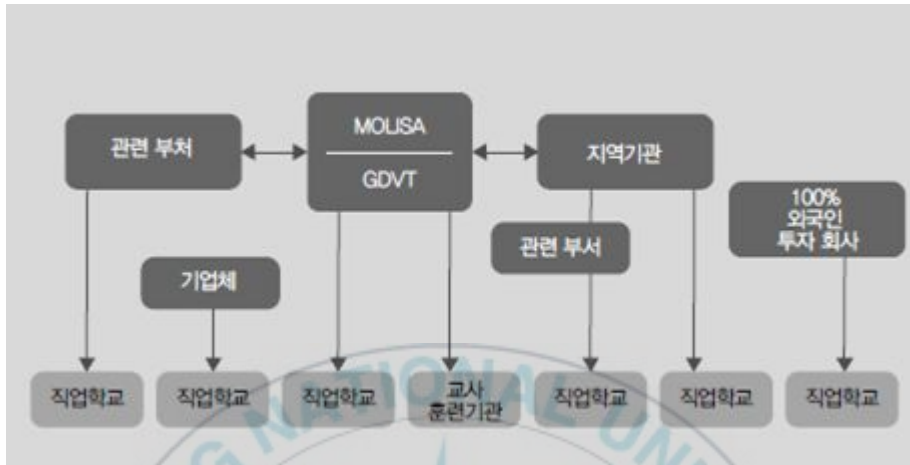 관련 부처
MOLISA
GDVT
지역기관
100%
외국인
투자 회사
관련 부서
기업체
직업학교
직업학교
직업학교
교사
훈련기관
직업학교
직업학교
직업학교
NATIONAL